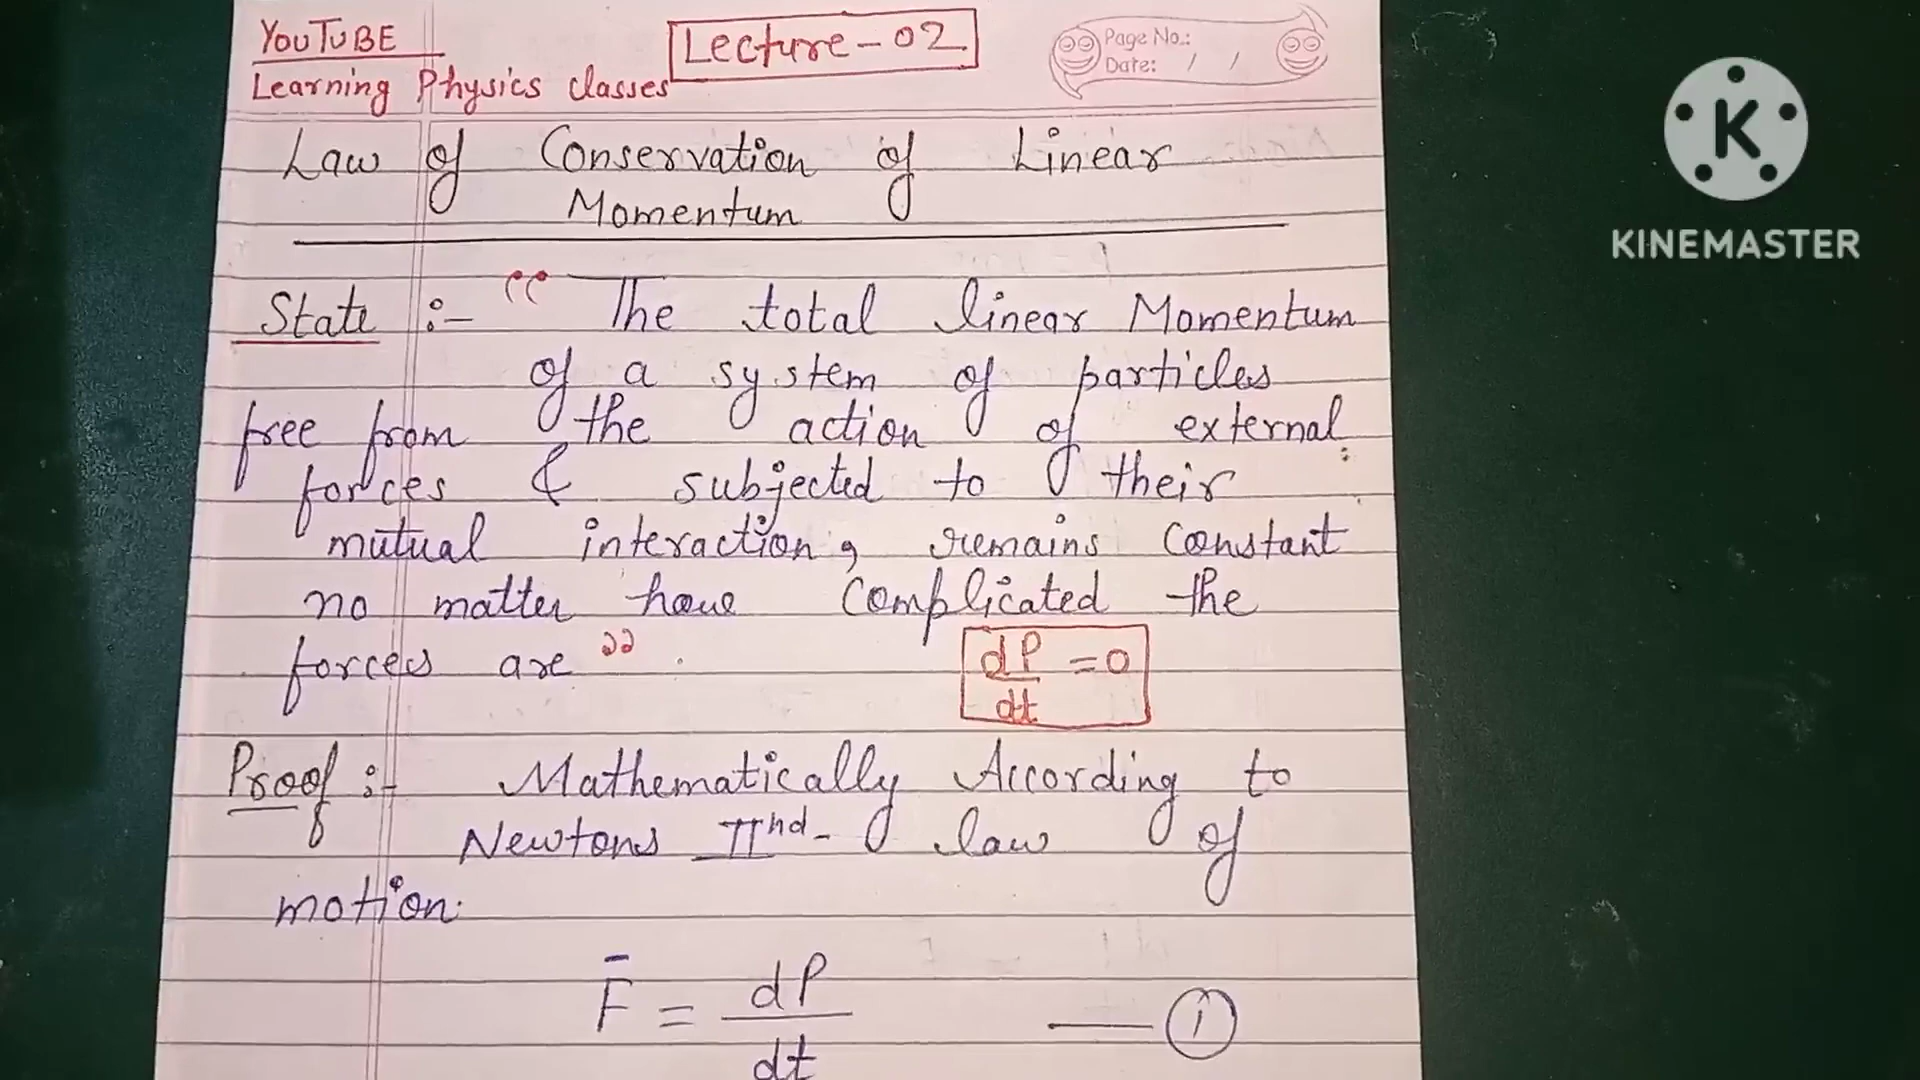 YOUTUBE
Lecture-02
Learning Physics classes
Page No.:
Date: / /
K
KINEMASTER
Law of Conservation of Linear
Momentum
State :- "The total linear Momentum
of a system of particles
free from the action of external
forces & subjected to their
mutual interaction, remains constant
no matter how complicated the
forces are"
dP/dt = 0
Proof :- Mathematically According to
Newtons IInd- law of
motion.
F̄ = dP/dt —— (i)